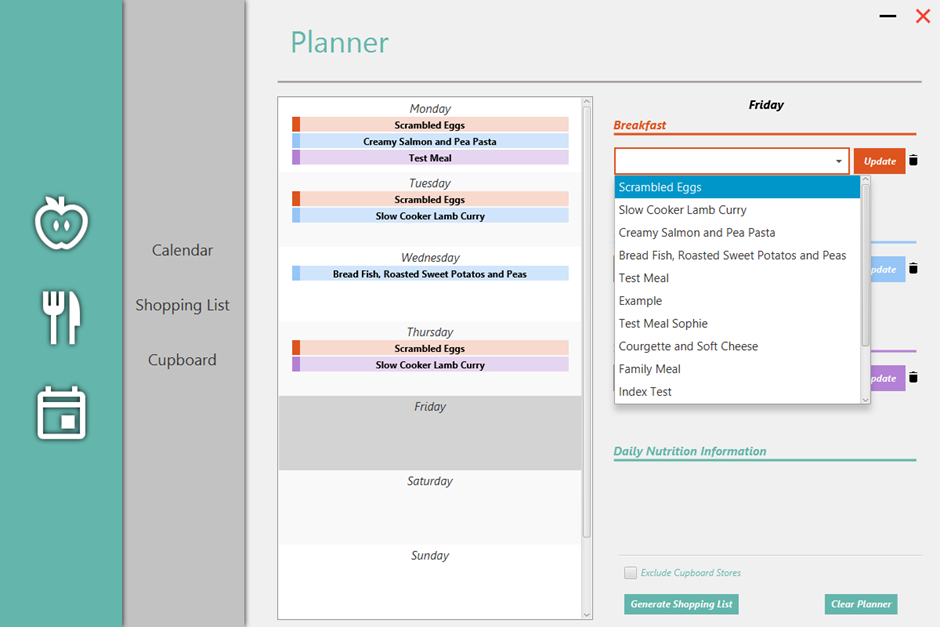 Planner
Calendar
Shopping List
Cupboard
Monday
Scrambled Eggs
Creamy Salmon and Pea Pasta
Test Meal
Tuesday
Scrambled Eggs
Slow Cooker Lamb Curry
Wednesday
Bread Fish, Roasted Sweet Potatos and Peas
Thursday
Scrambled Eggs
Slow Cooker Lamb Curry
Friday
Saturday
Sunday
Friday
Breakfast
Update
Scrambled Eggs
Slow Cooker Lamb Curry
Creamy Salmon and Pea Pasta
Bread Fish, Roasted Sweet Potatos and Peas
pdate
Test Meal
Example
Test Meal Sophie
Courgette and Soft Cheese
Family Meal
pdate
Index Test
Daily Nutrition Information
Exclude Cupboard Stores
Generate Shopping List
Clear Planner